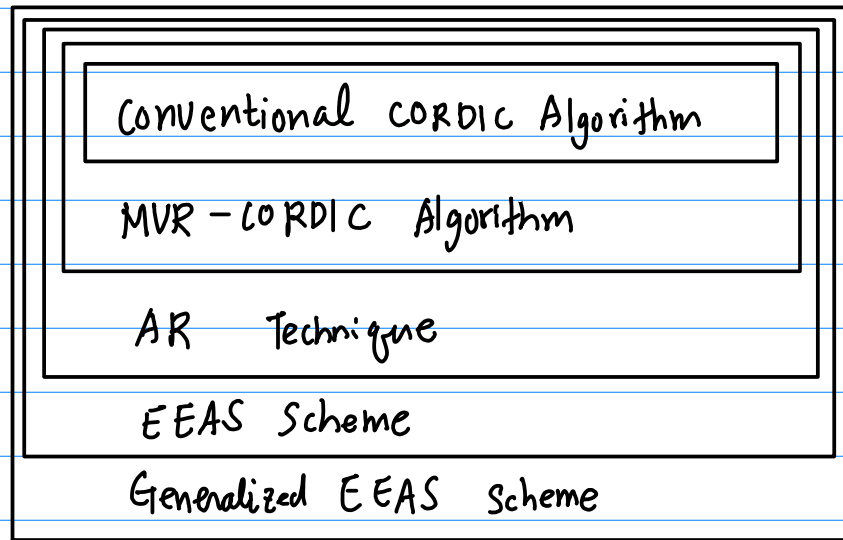 Conventional CORDIC Algorithm
MVR-CORDIC Algorithm
AR Technique
EEAS Scheme
Generalized EEAS scheme